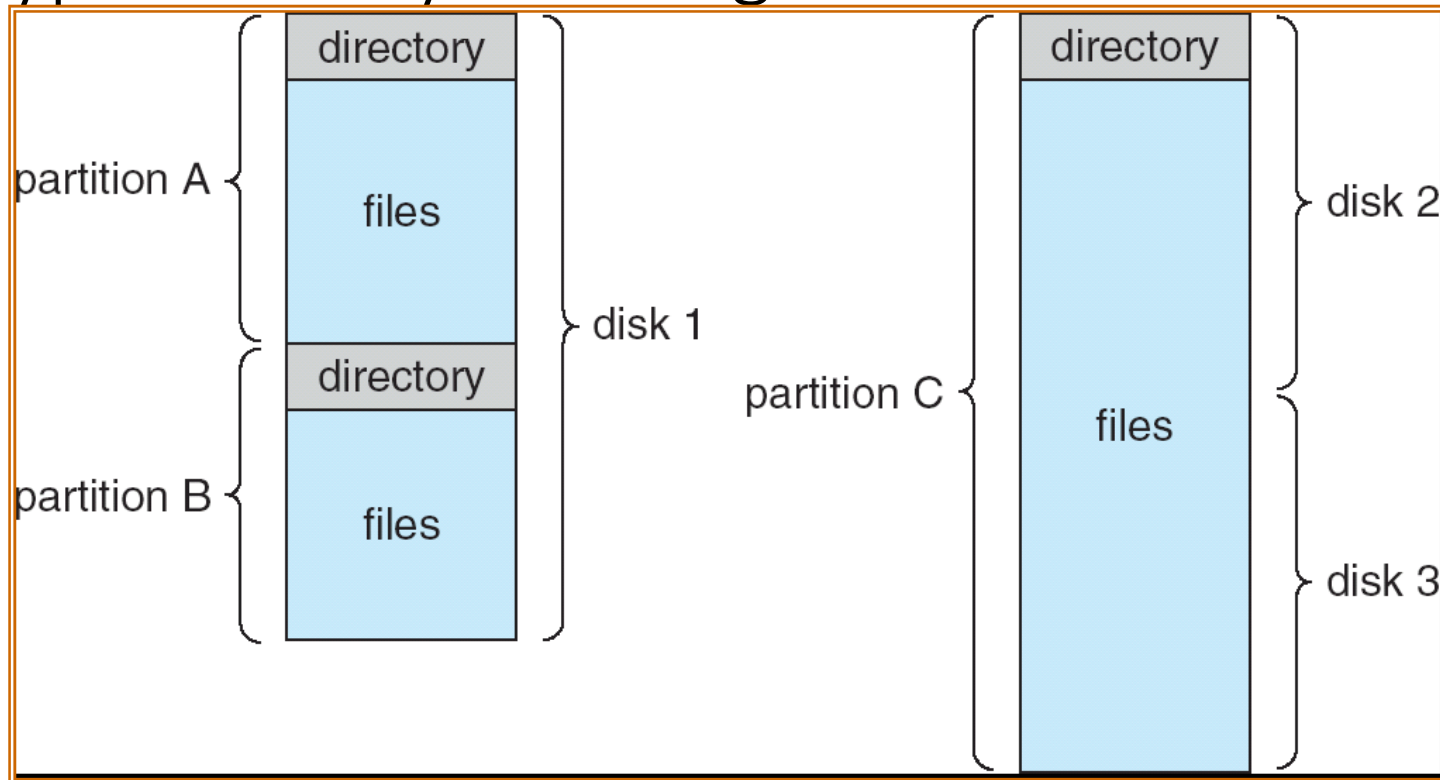 directory
files
partition A
directory
files
partition B
disk 1
directory
files
partition C
disk 2
disk 3